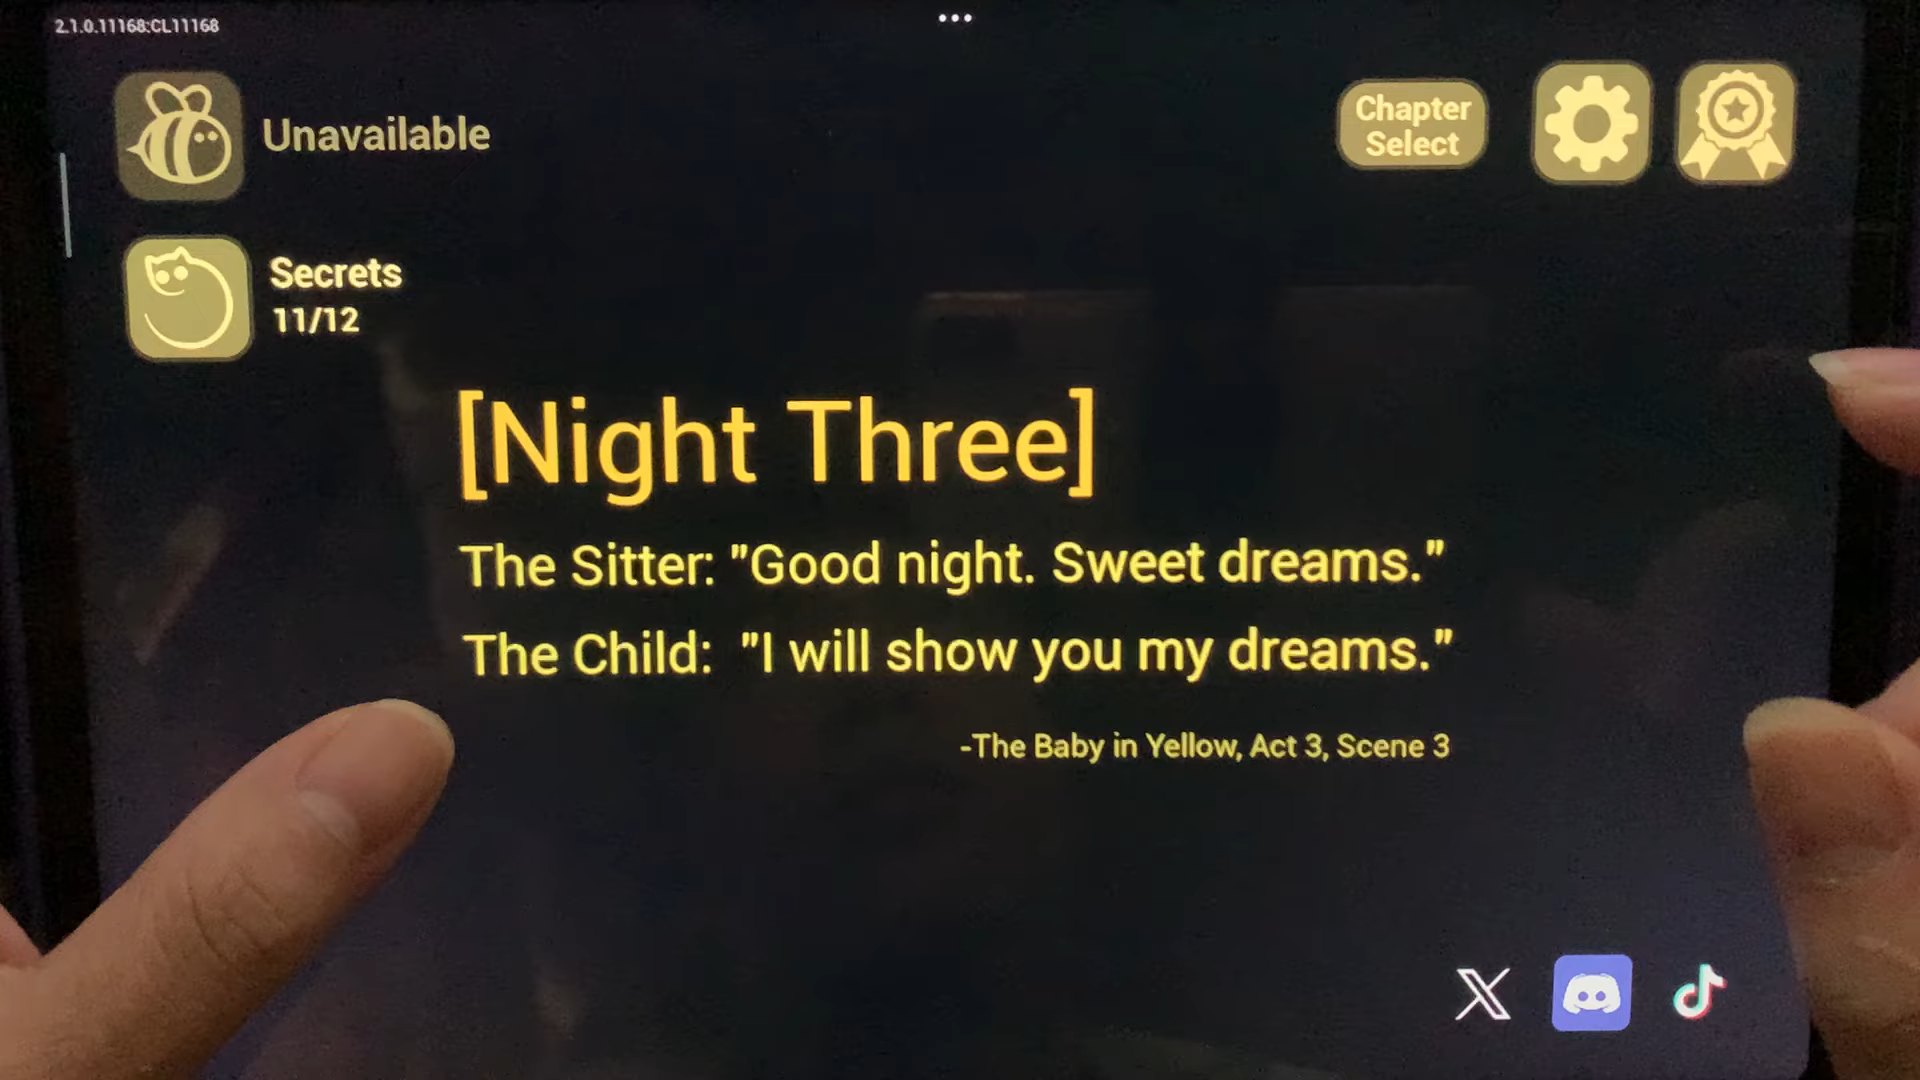 2.1.0.11168:CL11168
Unavailable
Chapter
Select
Secrets
11/12
[Night Three]
The Sitter: "Good night. Sweet dreams."
The Child: "I will show you my dreams."
-The Baby in Yellow, Act 3, Scene 3